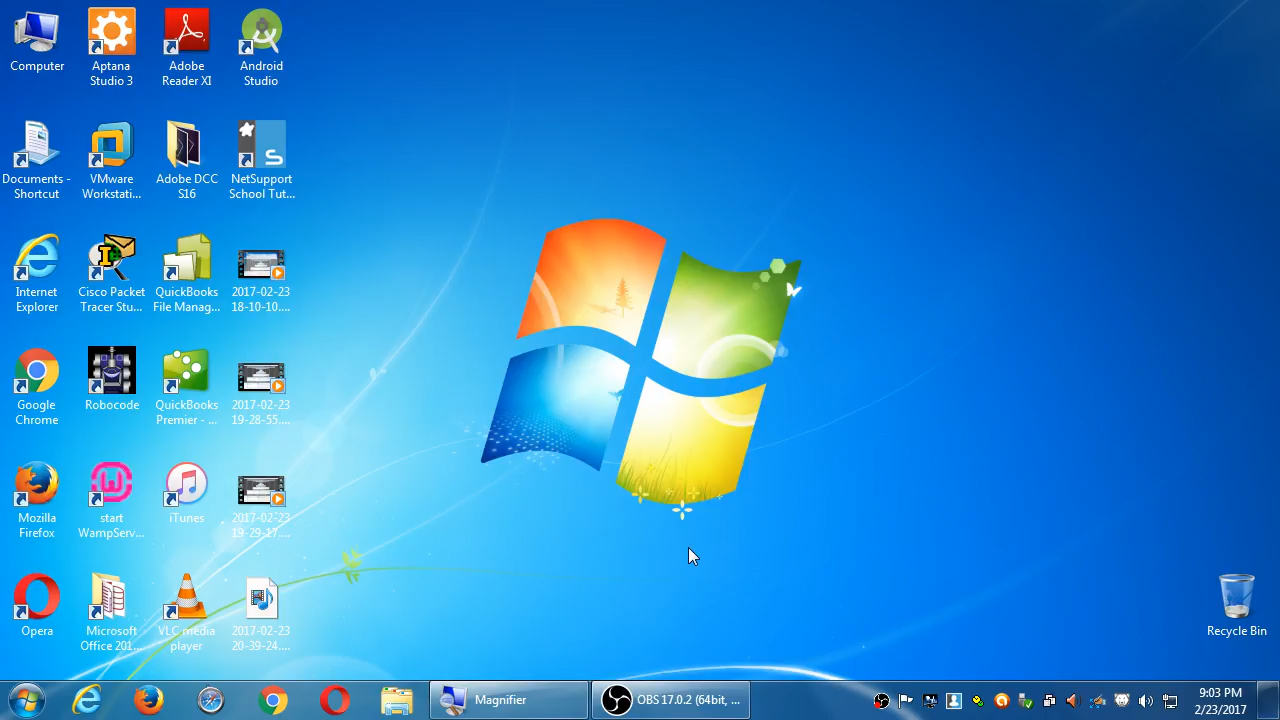 Computer
Aptana
Studio 3
Adobe
Reader XI
Android
Studio
Documents -
Shortcut
VMware
Workstati...
Adobe DCC
S16
NetSupport
School Tut...
Internet
Explorer
Cisco Packet
Tracer Stu...
QuickBooks
File Manag...
2017-02-23
18-10-10....
Google
Chrome
Robocode
QuickBooks
Premier - ...
2017-02-23
19-28-55....
Mozilla
Firefox
start
WampServ...
iTunes
2017-02-23
19-29-17....
Opera
Microsoft
Office 201...
VLC media
player
2017-02-23
20-39-24....
Recycle Bin
Magnifier
OBS 17.0.2 (64bit, ...
9:03 PM
2/23/2017